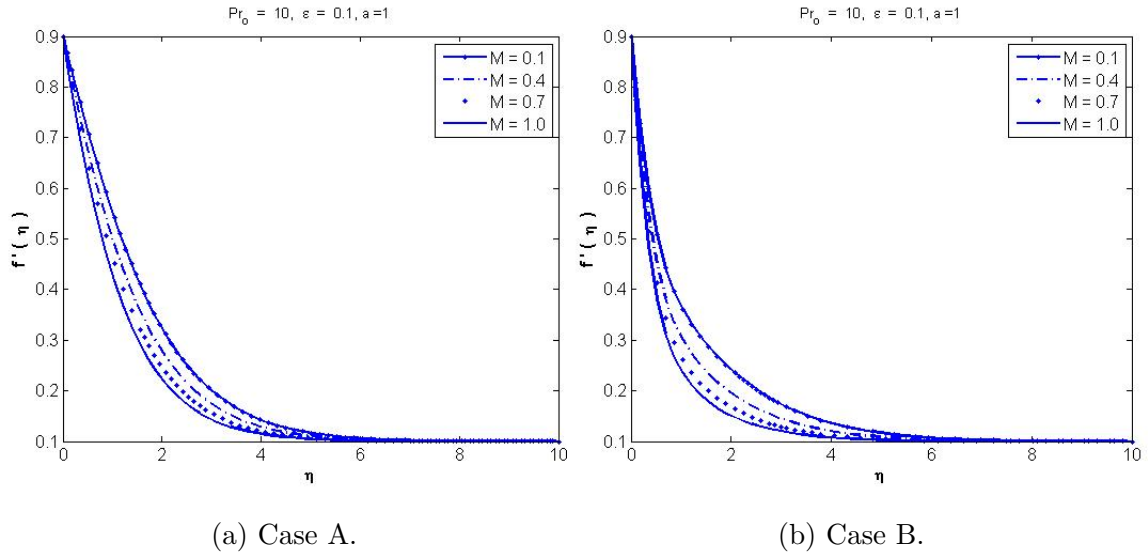 Pr₀ = 10, ε = 0.1, a =1
0.9
0.8
0.7
0.6
0.5
0.4
0.3
0.2
0.1
f ' ( η )
M = 0.1
M = 0.4
M = 0.7
M = 1.0
0 2 4 6 8 10
η
(a) Case A.
Pr₀ = 10, ε = 0.1, a =1
0.9
0.8
0.7
0.6
0.5
0.4
0.3
0.2
0.1
f ' ( η )
M = 0.1
M = 0.4
M = 0.7
M = 1.0
0 2 4 6 8 10
η
(b) Case B.